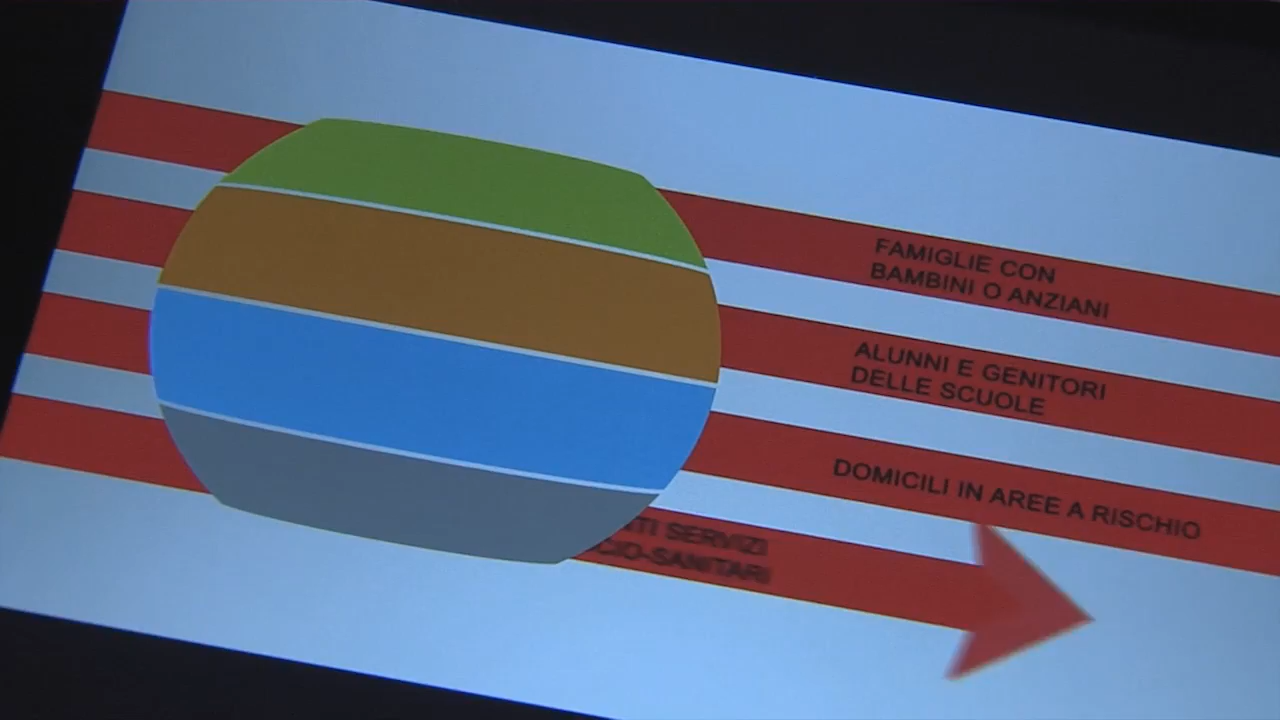 FAMIGLIE CON
BAMBINI O ANZIANI
ALUNNI E GENITORI
DELLE SCUOLE
DOMICILI IN AREE A RISCHIO
SERVIZI